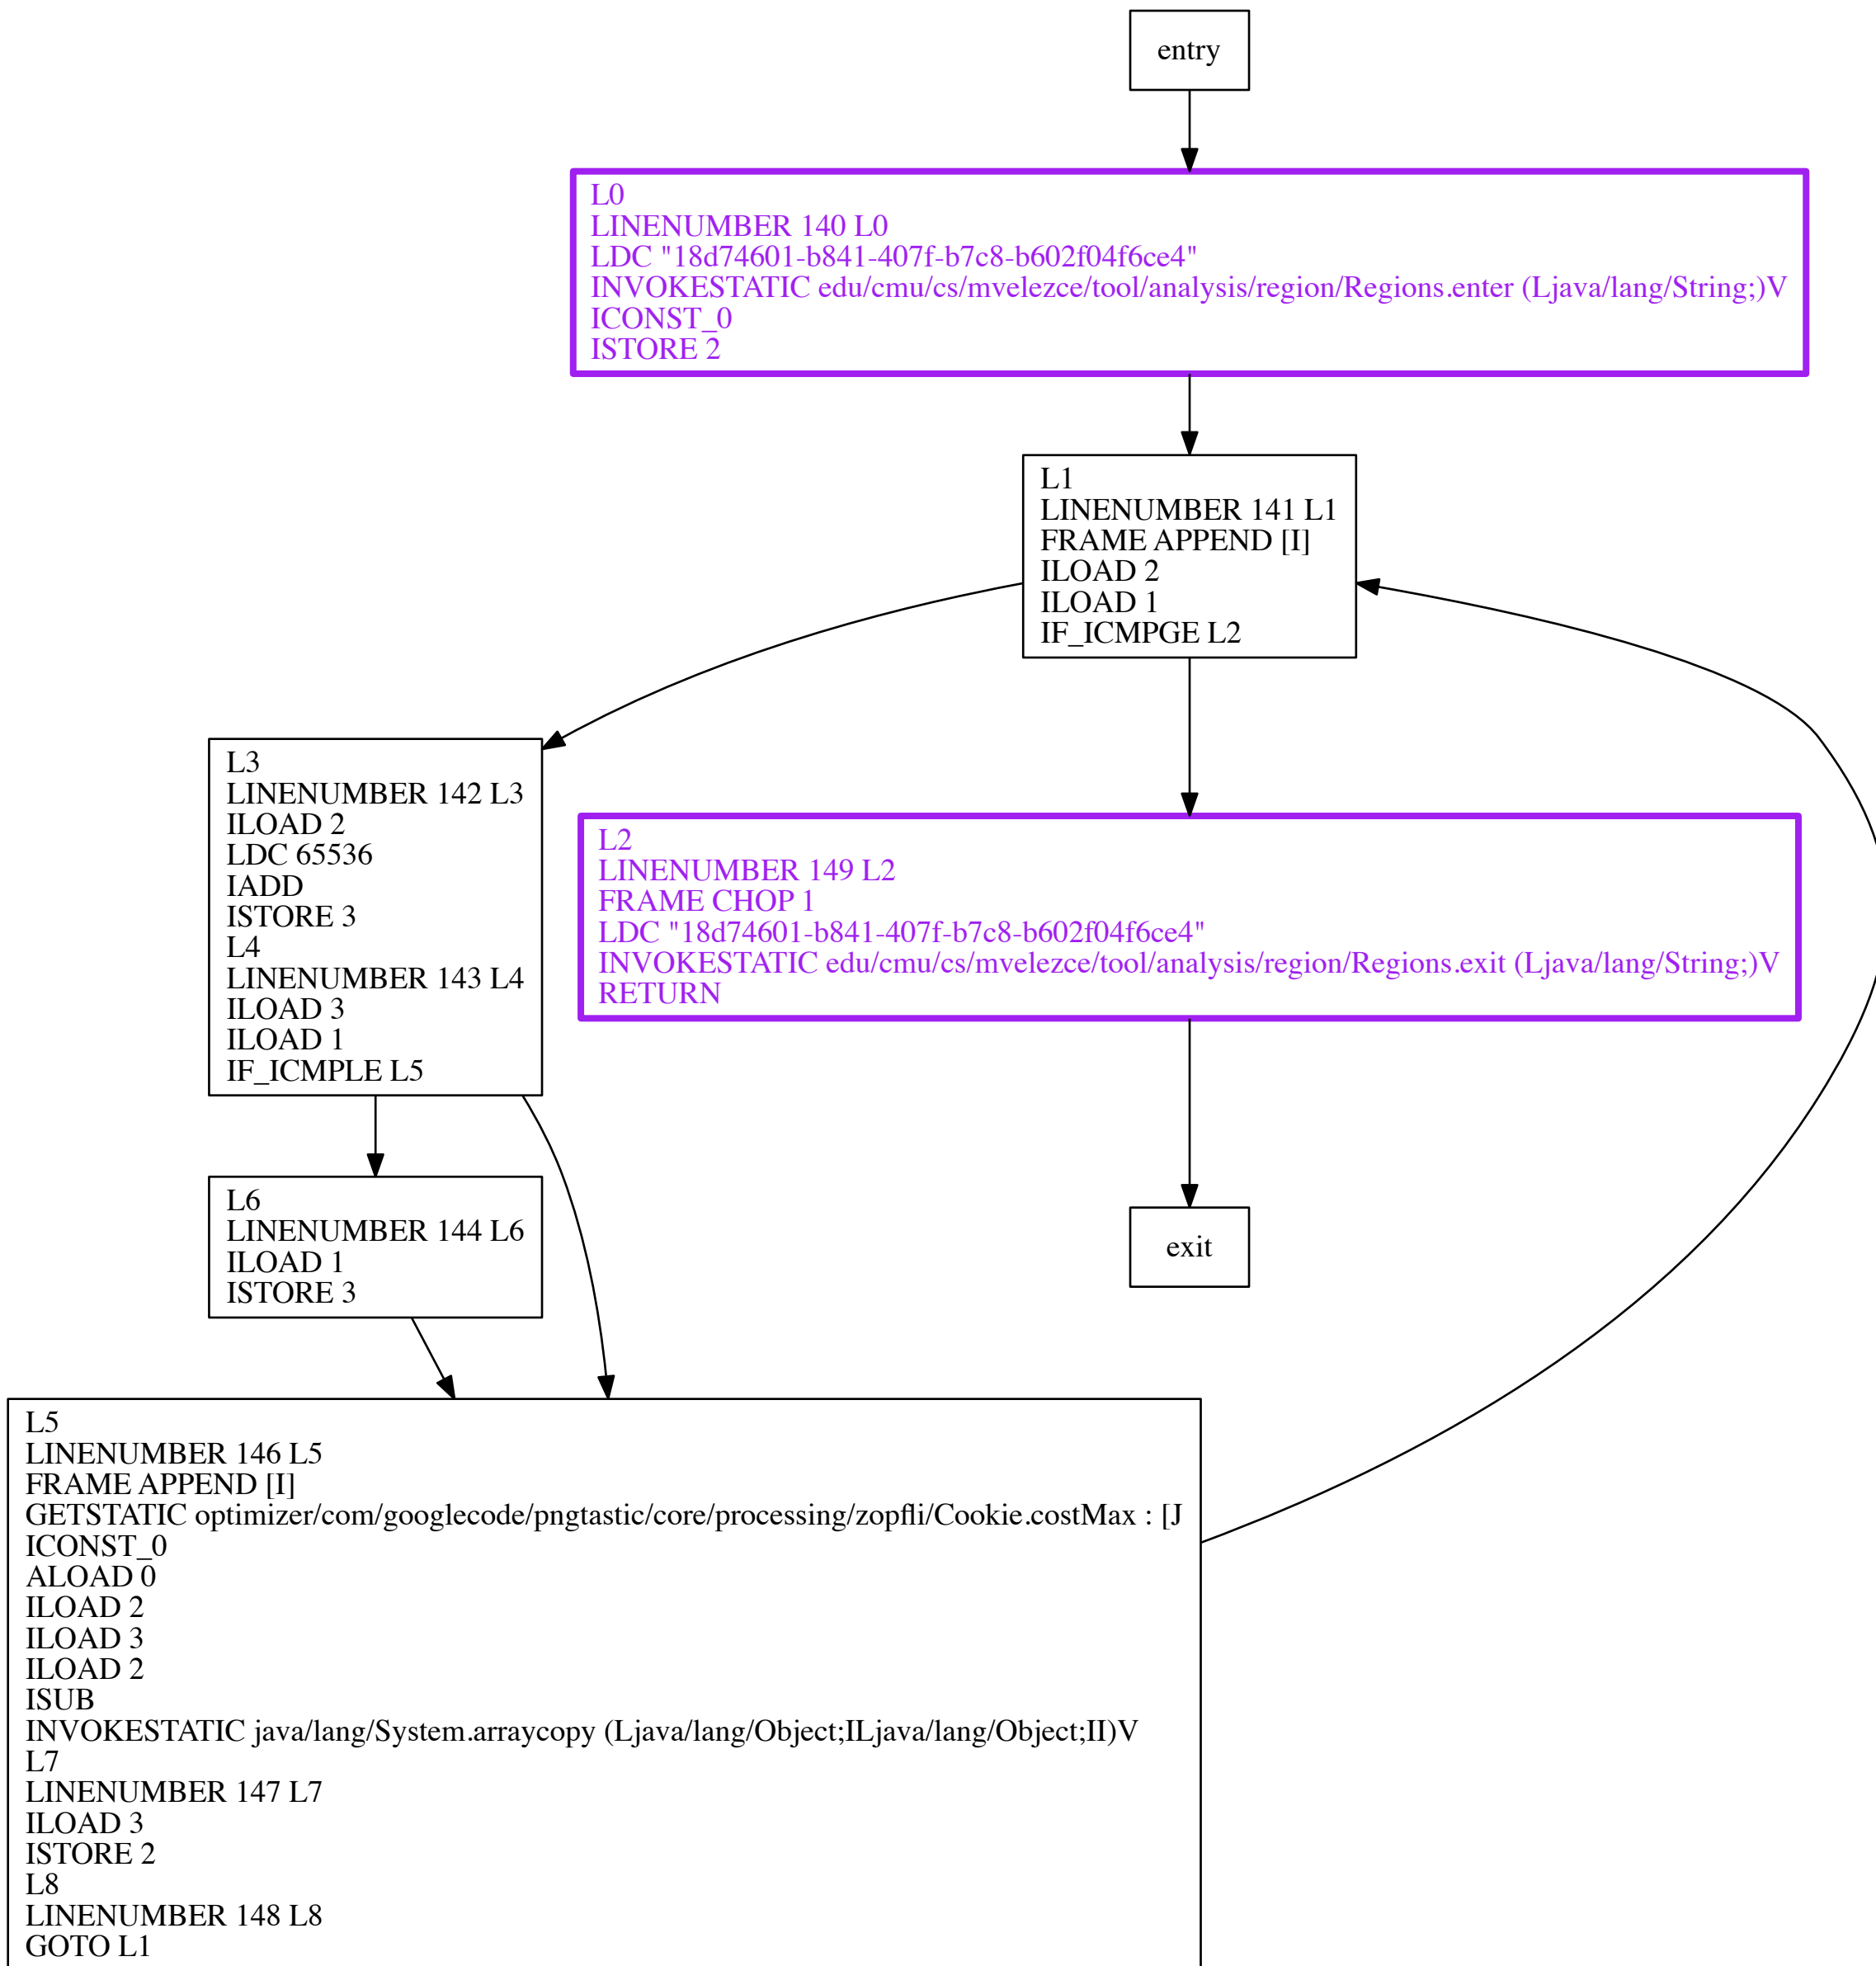 entry
L0
LINENUMBER 140 L0
LDC "18d74601-b841-407f-b7c8-b602f04f6ce4"
INVOKESTATIC edu/cmu/cs/mvelezce/tool/analysis/region/Regions.enter (Ljava/lang/String;)V
ICONST_0
ISTORE 2
L1
LINENUMBER 141 L1
FRAME APPEND [I]
ILOAD 2
ILOAD 1
IF_ICMPGE L2
L3
LINENUMBER 142 L3
ILOAD 2
LDC 65536
IADD
ISTORE 3
L4
LINENUMBER 143 L4
ILOAD 3
ILOAD 1
IF_ICMPLE L5
L2
LINENUMBER 149 L2
FRAME CHOP 1
LDC "18d74601-b841-407f-b7c8-b602f04f6ce4"
INVOKESTATIC edu/cmu/cs/mvelezce/tool/analysis/region/Regions.exit (Ljava/lang/String;)V
RETURN
L6
LINENUMBER 144 L6
ILOAD 1
ISTORE 3
exit
L5
LINENUMBER 146 L5
FRAME APPEND [I]
GETSTATIC optimizer/com/googlecode/pngtastic/core/processing/zopfli/Cookie.costMax : [J
ICONST_0
ALOAD 0
ILOAD 2
ILOAD 3
ILOAD 2
ISUB
INVOKESTATIC java/lang/System.arraycopy (Ljava/lang/Object;ILjava/lang/Object;II)V
L7
LINENUMBER 147 L7
ILOAD 3
ISTORE 2
L8
LINENUMBER 148 L8
GOTO L1